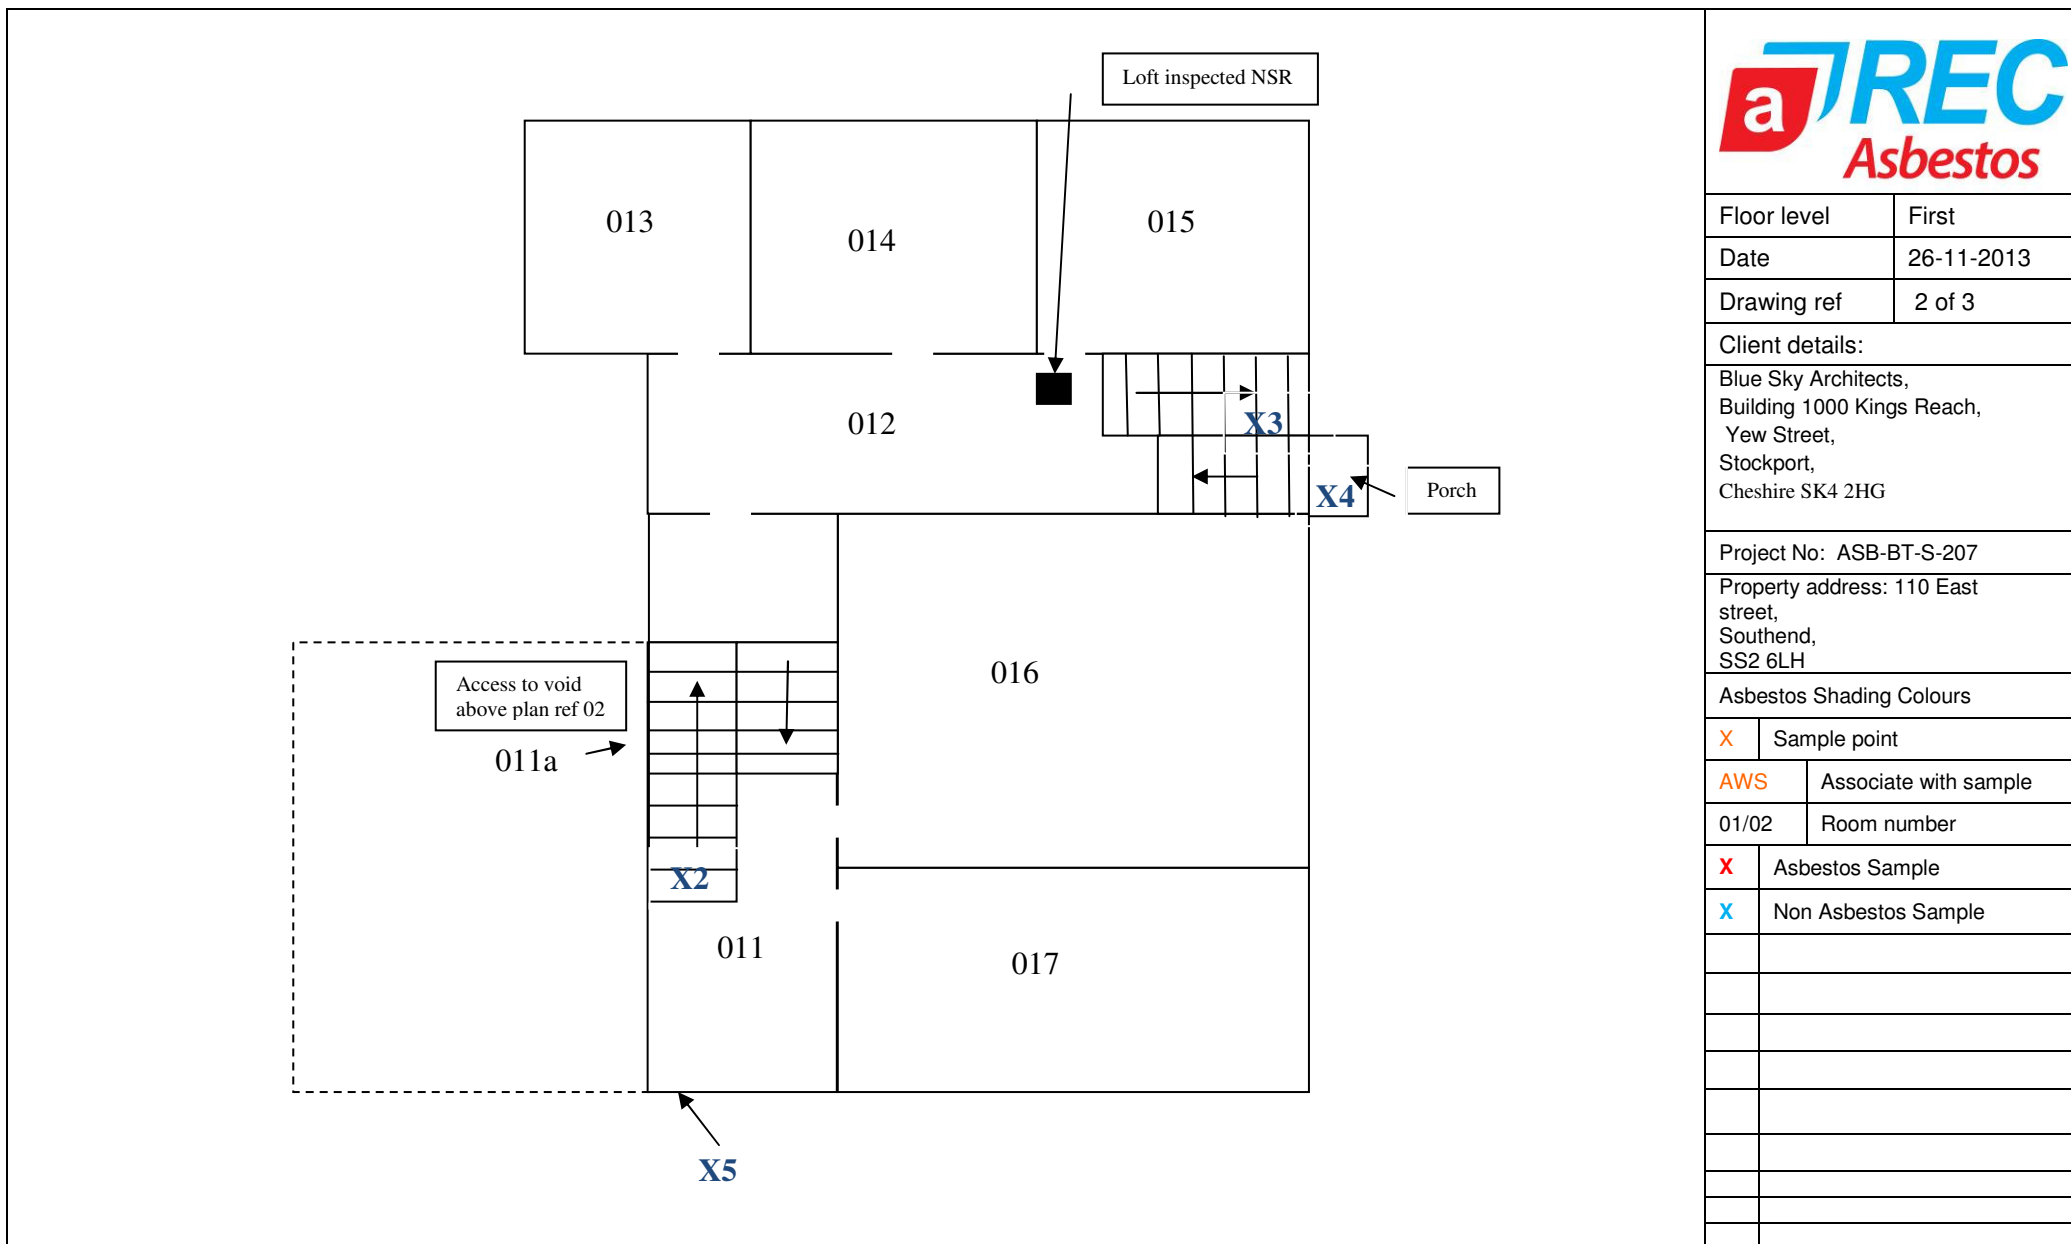 Loft inspected NSR
013
014
015
012
X3
X4
Porch
016
Access to void
above plan ref 02
011a
X2
011
017
X5
a REC
Asbestos
Floor level First
Date 26-11-2013
Drawing ref 2 of 3
Client details:
Blue Sky Architects,
Building 1000 Kings Reach,
Yew Street,
Stockport,
Cheshire SK4 2HG
Project No: ASB-BT-S-207
Property address: 110 East
street,
Southend,
SS2 6LH
Asbestos Shading Colours
X Sample point
AWS Associate with sample
01/02 Room number
X Asbestos Sample
X Non Asbestos Sample